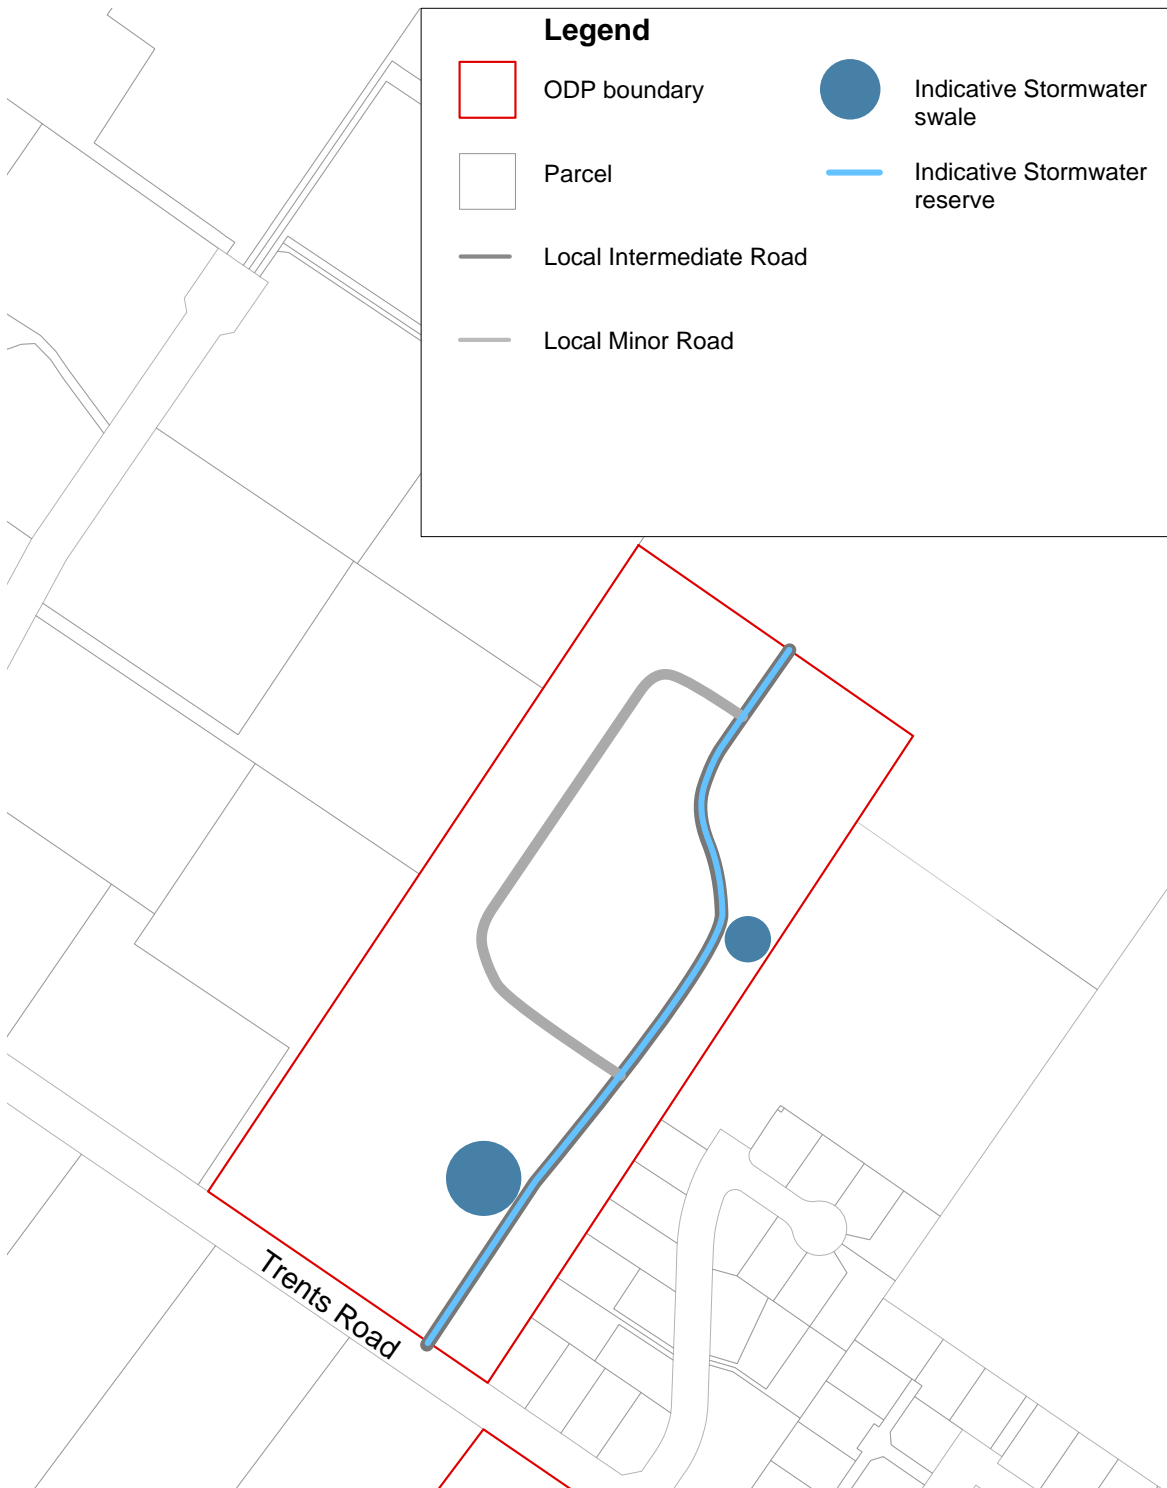 Legend
ODP boundary
Parcel
Local Intermediate Road
Local Minor Road
Indicative Stormwater
swale
Indicative Stormwater
reserve
Trents Road